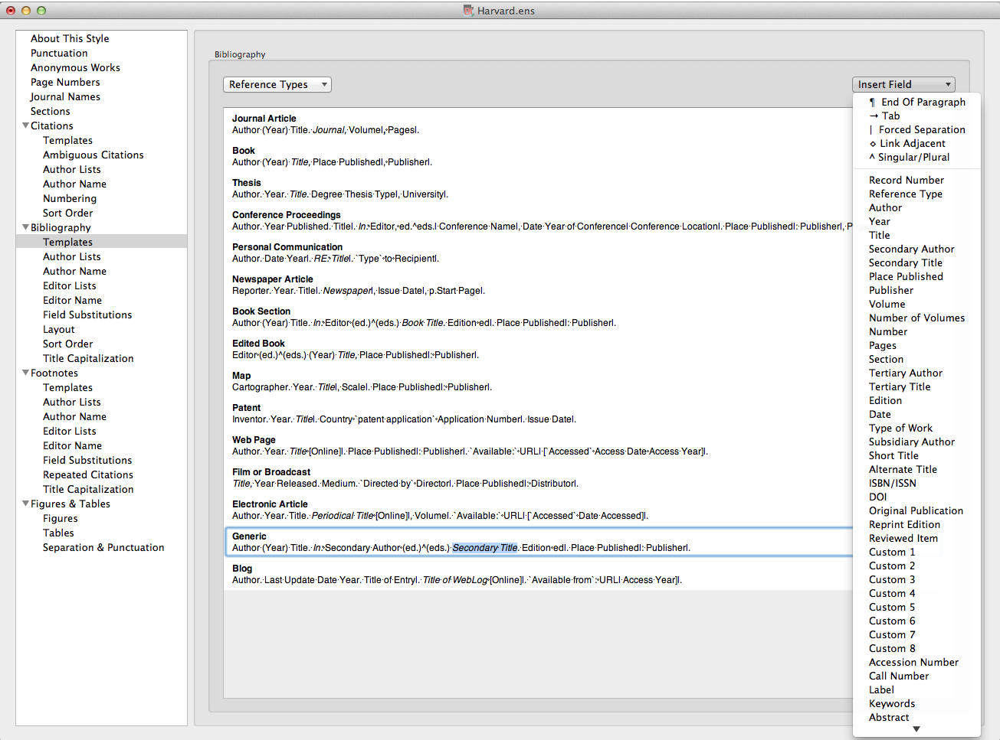 Harvard.ens
About This Style
Punctuation
Anonymous Works
Page Numbers
Journal Names
Sections
Citations
Templates
Ambiguous Citations
Author Lists
Author Name
Numbering
Sort Order
Bibliography
Templates
Author Lists
Author Name
Editor Lists
Editor Name
Field Substitutions
Layout
Sort Order
Title Capitalization
Footnotes
Templates
Author Lists
Author Name
Editor Lists
Editor Name
Field Substitutions
Repeated Citations
Title Capitalization
Figures & Tables
Figures
Tables
Separation & Punctuation
Bibliography
Reference Types
Journal Article
Author·(Year)·Title.·Journal,·Volume|,·Pages|.
Book
Author·(Year)·Title,·Place·Published|,·Publisher|.
Thesis
Author.·Year.·Title.·Degree·Thesis·Type|,·University|.
Conference Proceedings
Author.·Year·Published.·Title|.·In:·Editor,·ed.^eds.|·Conference·Name|,·Date·Year·of·Conference|·Conference·Location|.·Place·Published|:·Publisher|,·P
Personal Communication
Author.·Date·Year|.·RE:·Title|.·`Type`·to·Recipient|.
Newspaper Article
Reporter.·Year.·Title|.·Newspaper|,·Issue·Date|,·p.Start·Page|.
Book Section
Author·(Year)·Title.·In:·Editor·(ed.)^(eds.)·Book·Title.·Edition·ed|.·Place·Published|:·Publisher|.
Edited Book
Editor·(ed.)^(eds.)·(Year)·Title,·Place·Published|:·Publisher|.
Map
Cartographer.·Year.·Title|,·Scale|.·Place·Published|:·Publisher|.
Patent
Inventor.·Year.·Title|.·Country·`patent·application`·Application·Number|.·Issue·Date|.
Web Page
Author.·Year.·Title·[Online]|.·Place·Published|:·Publisher|.·`Available:`·URL|·[`Accessed`·Access·Date·Access·Year]|.
Film or Broadcast
Title,·Year·Released.·Medium.·`Directed·by`·Director|.·Place·Published|:·Distributor|.
Electronic Article
Author.·Year.·Title.·Periodical·Title·[Online]|,·Volume|.·`Available:`·URL|·[`Accessed`·Date·Accessed]|.
Generic
Author·(Year)·Title.·In:·Secondary·Author·(ed.)^(eds.)·Secondary·Title.·Edition·ed|.·Place·Published|:·Publisher|.
Blog
Author.·Last·Update·Date·Year.·Title·of·Entry|.·Title·of·WebLog·[Online]|.·`Available·from`:·URL|·Access·Year]|.
Insert Field
¶ End Of Paragraph
→ Tab
| Forced Separation
⋄ Link Adjacent
^ Singular/Plural
Record Number
Reference Type
Author
Year
Title
Secondary Author
Secondary Title
Place Published
Publisher
Volume
Number of Volumes
Number
Pages
Section
Tertiary Author
Tertiary Title
Edition
Date
Type of Work
Subsidiary Author
Short Title
Alternate Title
ISBN/ISSN
DOI
Original Publication
Reprint Edition
Reviewed Item
Custom 1
Custom 2
Custom 3
Custom 4
Custom 5
Custom 6
Custom 7
Custom 8
Accession Number
Call Number
Label
Keywords
Abstract